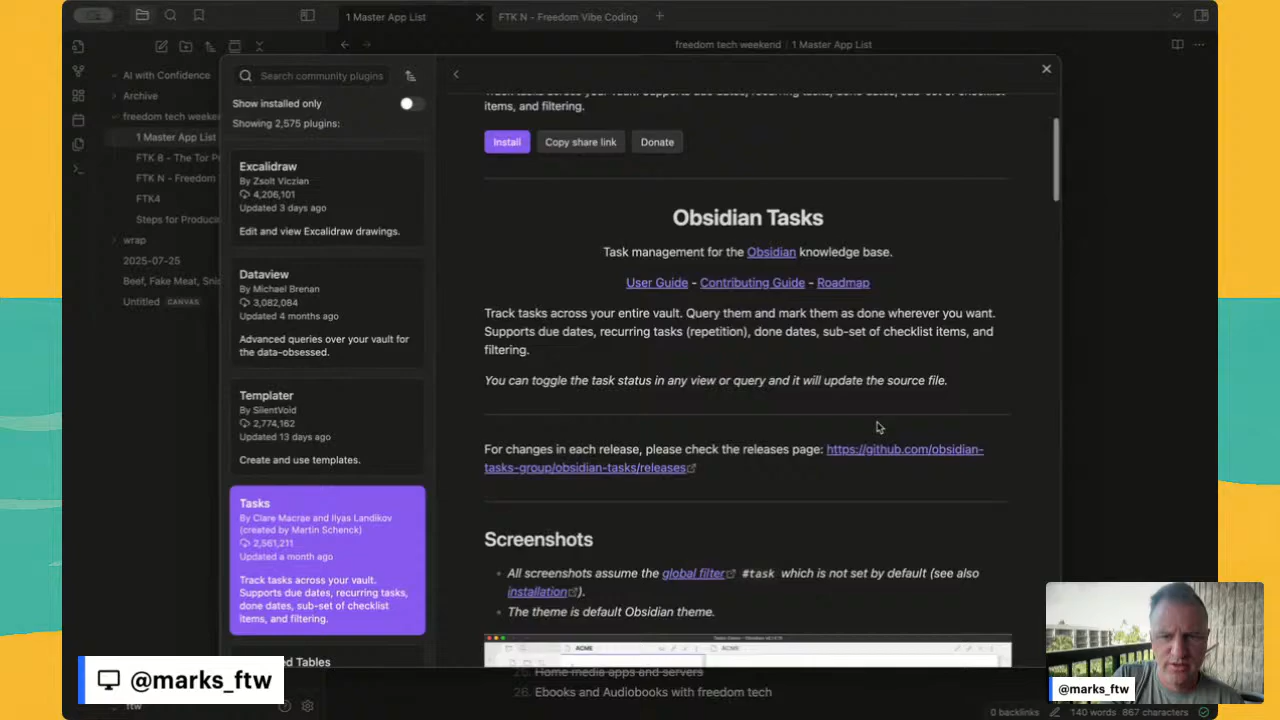 1 Master App List
FTK N - Freedom Vibe Coding
freedom tech weekend / 1 Master App List
AI with Confidence
Archive
freedom tech weeken
1 Master App List
FTK 8 - The Tor P
FTK N - Freedom
FTK4
Steps for Produci
wrap
2025-07-25
Beef, Fake Meat, Sni
Untitled CANVAS
Search community plugins
Show installed only
Showing 2,575 plugins:
Excalidraw
By Zsolt Viczian
4,206,101
Updated 3 days ago
Edit and view Excalidraw drawings.
Dataview
By Michael Brenan
3,082,084
Updated 4 months ago
Advanced queries over your vault for
the data-obsessed.
Templater
By SilentVoid
2,774,162
Updated 13 days ago
Create and use templates.
Tasks
By Clare Macrae and Ilyas Landikov
(created by Martin Schenck)
2,561,211
Updated a month ago
Track tasks across your vault.
Supports due dates, recurring tasks,
done dates, sub-set of checklist
items, and filtering.
d Tables
items, and filtering.
Install
Copy share link
Donate
Obsidian Tasks
Task management for the Obsidian knowledge base.
User Guide - Contributing Guide - Roadmap
Track tasks across your entire vault. Query them and mark them as done wherever you want.
Supports due dates, recurring tasks (repetition), done dates, sub-set of checklist items, and
filtering.
You can toggle the task status in any view or query and it will update the source file.
For changes in each release, please check the releases page: https://github.com/obsidian-
tasks-group/obsidian-tasks/releases
Screenshots
All screenshots assume the global filter #task which is not set by default (see also
installation).
The theme is default Obsidian theme.
ACME
ACME
Home media apps and servers
26. Ebooks and Audiobooks with freedom tech
0 backlinks
140 words
867 characters
_ftw
@marks_ftw
@marks_ftw